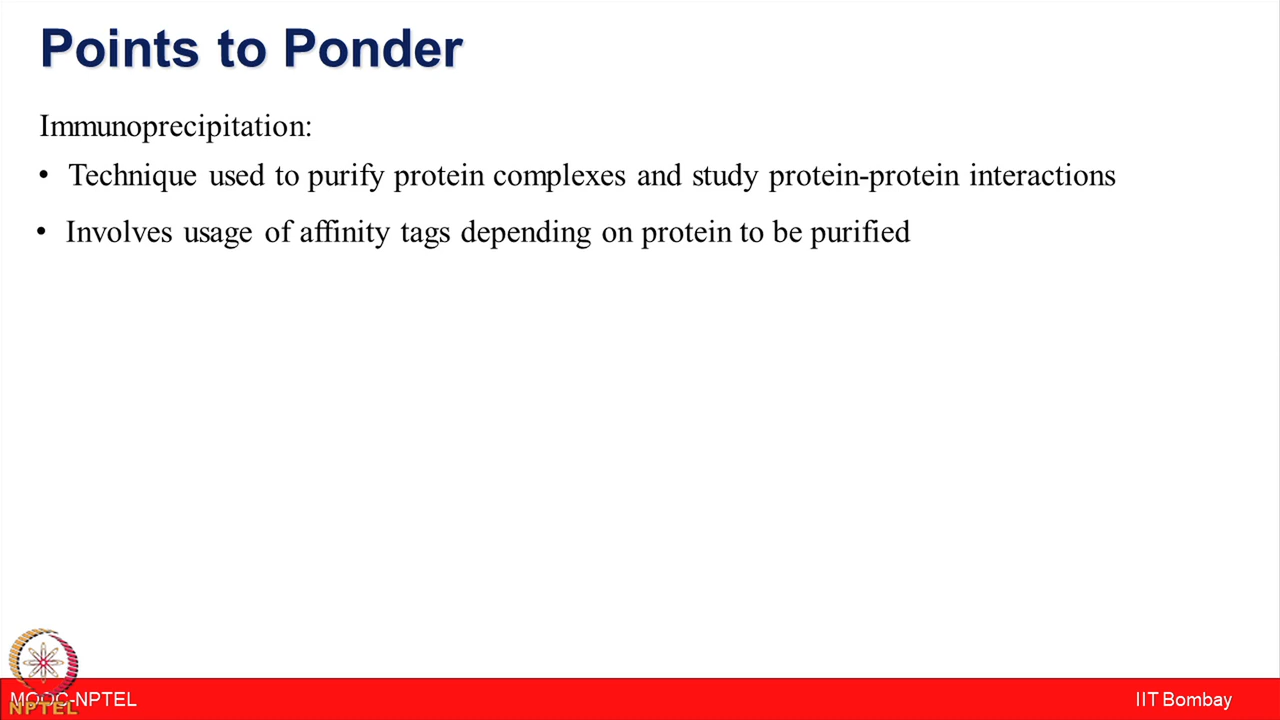 Points to Ponder
Immunoprecipitation:
• Technique used to purify protein complexes and study protein-protein interactions
• Involves usage of affinity tags depending on protein to be purified
MOOC-NPTEL
NPTEL
IIT Bombay